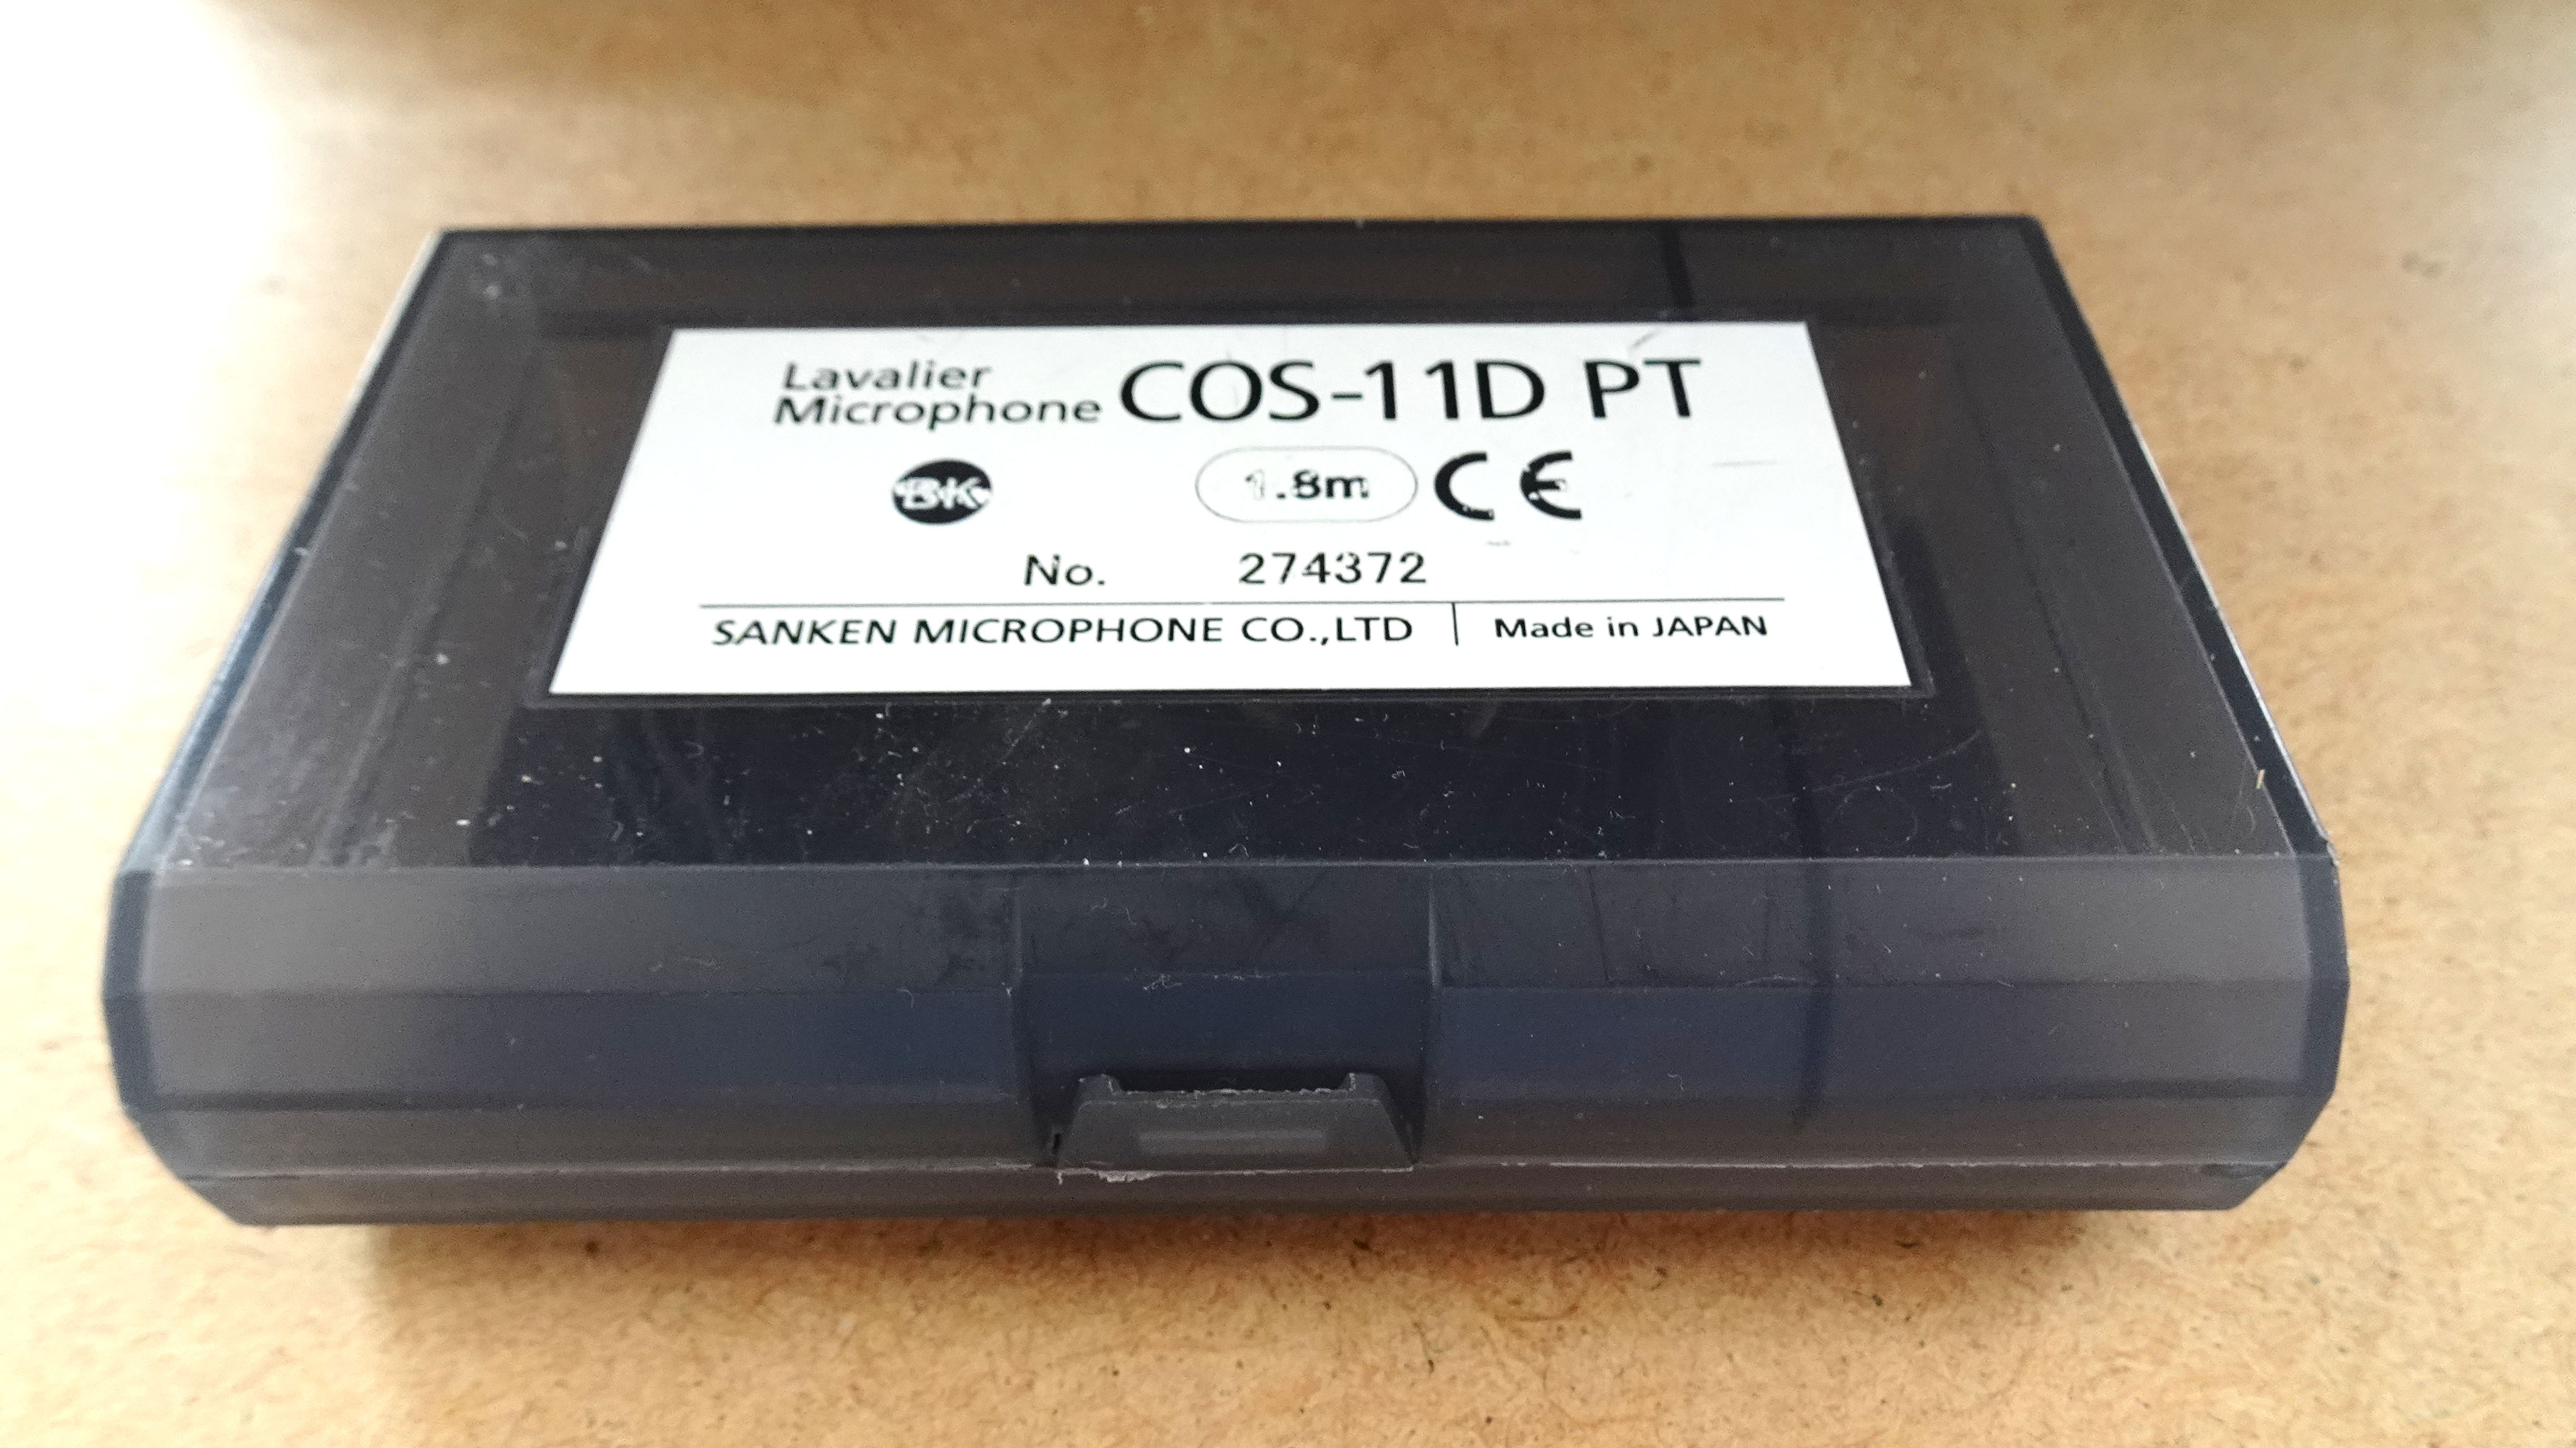 Lavalier
Microphone COS-11D PT
BK 1.8m CE
No. 274372
SANKEN MICROPHONE CO.,LTD Made in JAPAN